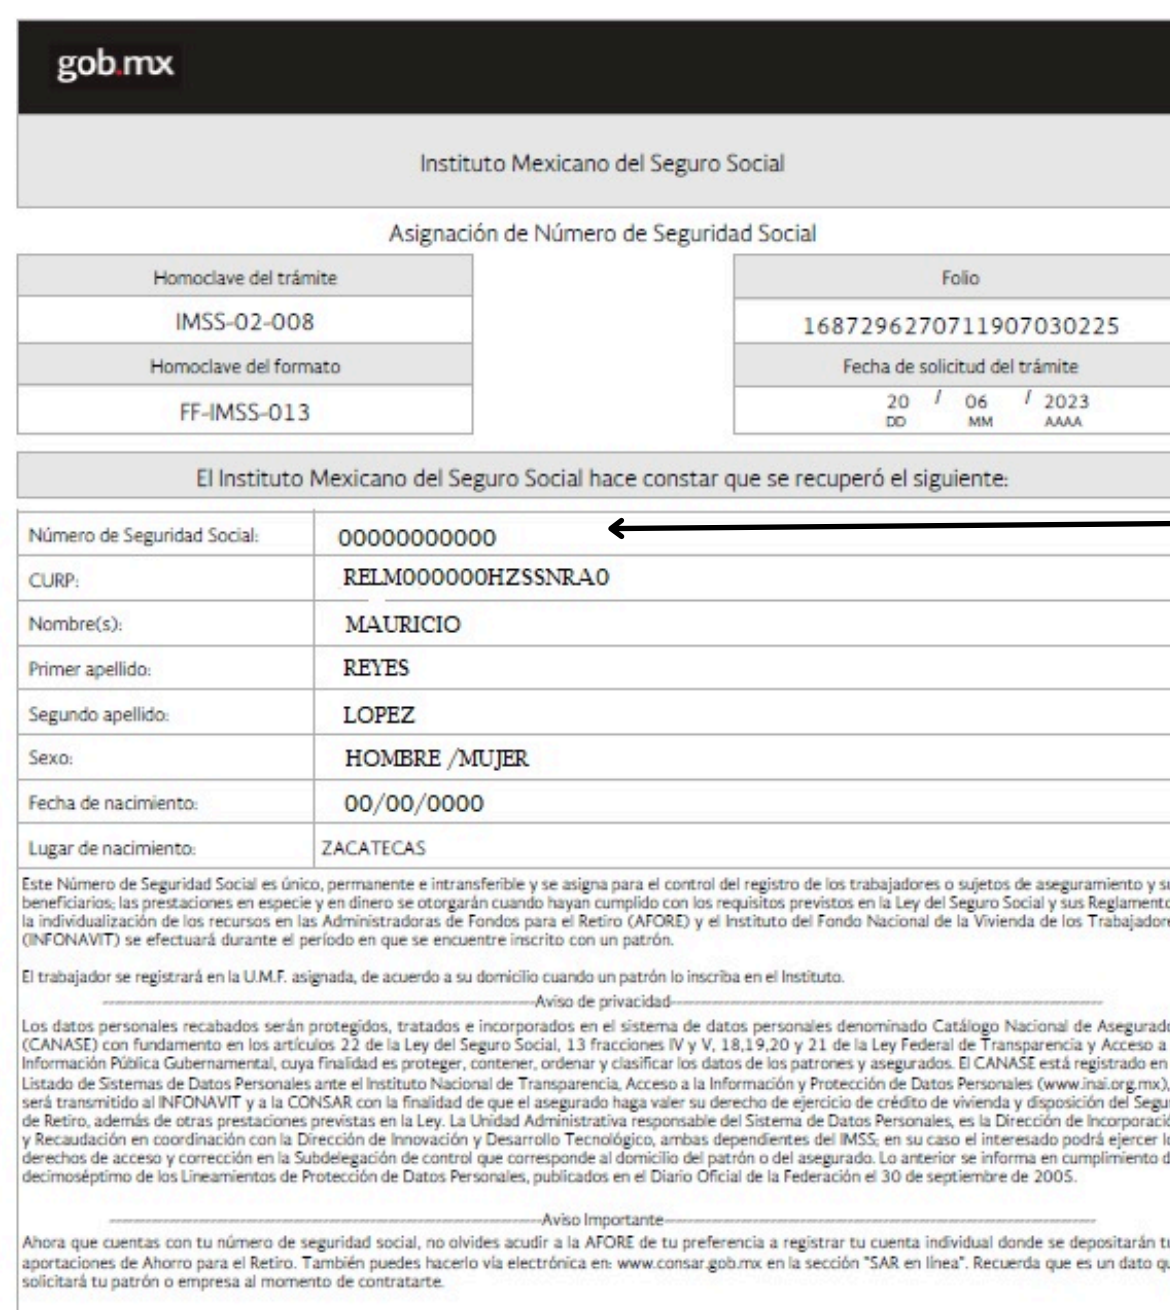 gob.mx
Instituto Mexicano del Seguro Social
Asignación de Número de Seguridad Social
Homoclave del trámite
IMSS-02-008
Homoclave del formato
FF-IMSS-013
Folio
1687296270711907030225
Fecha de solicitud del trámite
20 / 06 / 2023
DD MM AAAA
El Instituto Mexicano del Seguro Social hace constar que se recuperó el siguiente:
Número de Seguridad Social: 00000000000
CURP: RELM000000HZSSNRA0
Nombre(s): MAURICIO
Primer apellido: REYES
Segundo apellido: LOPEZ
Sexo: HOMBRE /MUJER
Fecha de nacimiento: 00/00/0000
Lugar de nacimiento: ZACATECAS
Este Número de Seguridad Social es único, permanente e intransferible y se asigna para el control del registro de los trabajadores o sujetos de aseguramiento y
beneficiarios; las prestaciones en especie y en dinero se otorgarán cuando hayan cumplido con los requisitos previstos en la Ley del Seguro Social y sus Reglamento
la individualización de los recursos en las Administradoras de Fondos para el Retiro (AFORE) y el Instituto del Fondo Nacional de la Vivienda de los Trabajadore
(INFONAVIT) se efectuará durante el período en que se encuentre inscrito con un patrón.
El trabajador se registrará en la U.M.F. asignada, de acuerdo a su domicilio cuando un patrón lo inscriba en el Instituto.
Aviso de privacidad
Los datos personales recabados serán protegidos, tratados e incorporados en el sistema de datos personales denominado Catálogo Nacional de Asegurado
(CANASE) con fundamento en los artículos 22 de la Ley del Seguro Social, 13 fracciones IV y V, 18,19,20 y 21 de la Ley Federal de Transparencia y Acceso a
Información Pública Gubernamental, cuya finalidad es proteger, contener, ordenar y clasificar los datos de los patrones y asegurados. El CANASE está registrado en
Listado de Sistemas de Datos Personales ante el Instituto Nacional de Transparencia, Acceso a la Información y Protección de Datos Personales (www.inai.org.mx),
será transmitido al INFONAVIT y a la CONSAR con la finalidad de que el asegurado haga valer su derecho de ejercicio de crédito de vivienda y disposición del Segu
de Retiro, además de otras prestaciones previstas en la Ley. La Unidad Administrativa responsable del Sistema de Datos Personales, es la Dirección de Incorporació
y Recaudación en coordinación con la Dirección de Innovación y Desarrollo Tecnológico, ambas dependientes del IMSS; en su caso el interesado podrá ejercer
derechos de acceso y corrección en la Subdelegación de control que corresponde al domicilio del patrón o del asegurado. Lo anterior se informa en cumplimiento
decimoséptimo de los Lineamientos de Protección de Datos Personales, publicados en el Diario Oficial de la Federación el 30 de septiembre de 2005.
Aviso Importante
Ahora que cuentas con tu número de seguridad social, no olvides acudir a la AFORE de tu preferencia a registrar tu cuenta individual donde se depositarán
aportaciones de Ahorro para el Retiro. También puedes hacerlo vía electrónica en: www.consar.gob.mx en la sección "SAR en línea". Recuerda que es un dato
solicitará tu patrón o empresa al momento de contratarte.